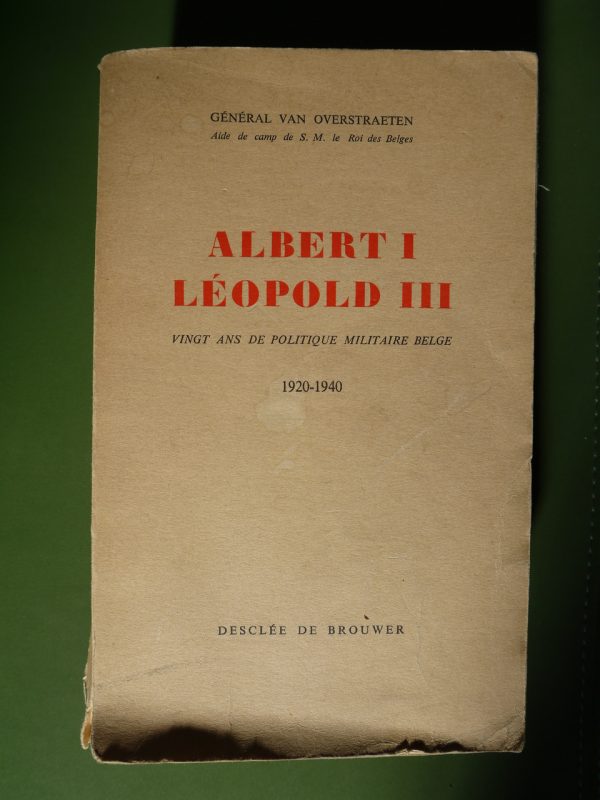 GÉNÉRAL VAN OVERSTRAETEN
Aide de camp de S. M. le Roi des Belges
ALBERT I
LÉOPOLD III
VINGT ANS DE POLITIQUE MILITAIRE BELGE
1920-1940
DESCLÉE DE BROUWER